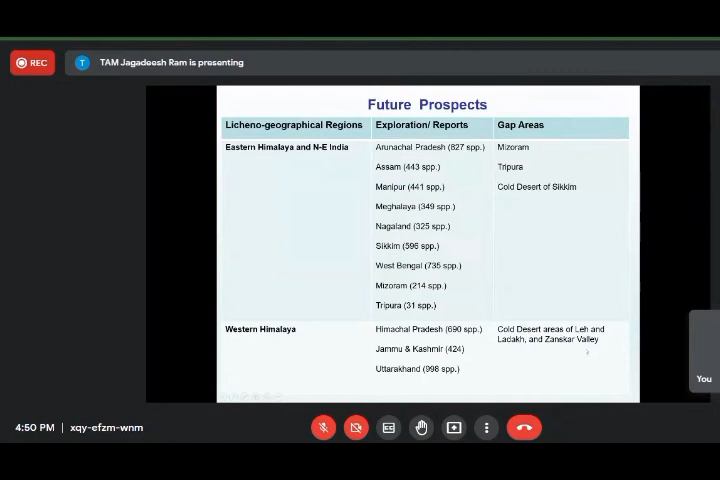 REC
T TAM Jagadeesh Ram is presenting
Future Prospects
Licheno-geographical Regions Exploration/ Reports Gap Areas
Eastern Himalaya and N-E India Arunachal Pradesh (827 spp.) Mizoram
Assam (443 spp.) Tripura
Manipur (441 spp.) Cold Desert of Sikkim
Meghalaya (349 spp.)
Nagaland (325 spp.)
Sikkim (596 spp.)
West Bengal (735 spp.)
Mizoram (214 spp.)
Tripura (31 spp.)
Western Himalaya Himachal Pradesh (690 spp.) Cold Desert areas of Leh and
Ladakh, and Zanskar Valley
Jammu & Kashmir (424)
Uttarakhand (998 spp.)
You
4:50 PM | xqy-efzm-wnm
CC